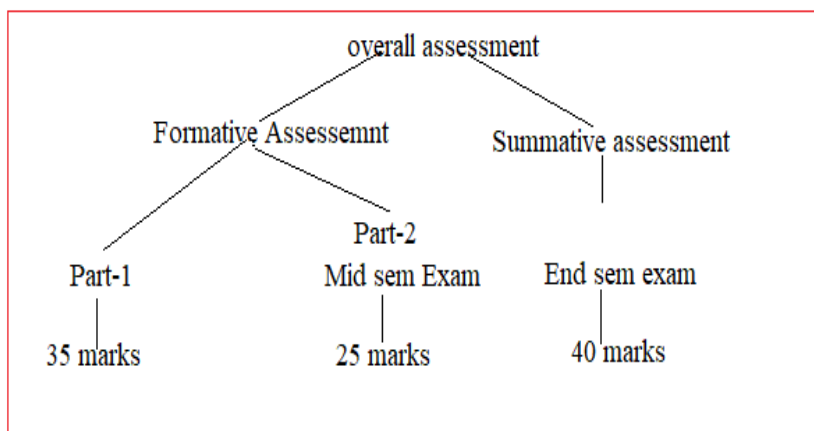 overall assessment
Formative Assessemnt
Summative assessment
Part-2
Part-1
Mid sem Exam
End sem exam
35 marks
25 marks
40 marks